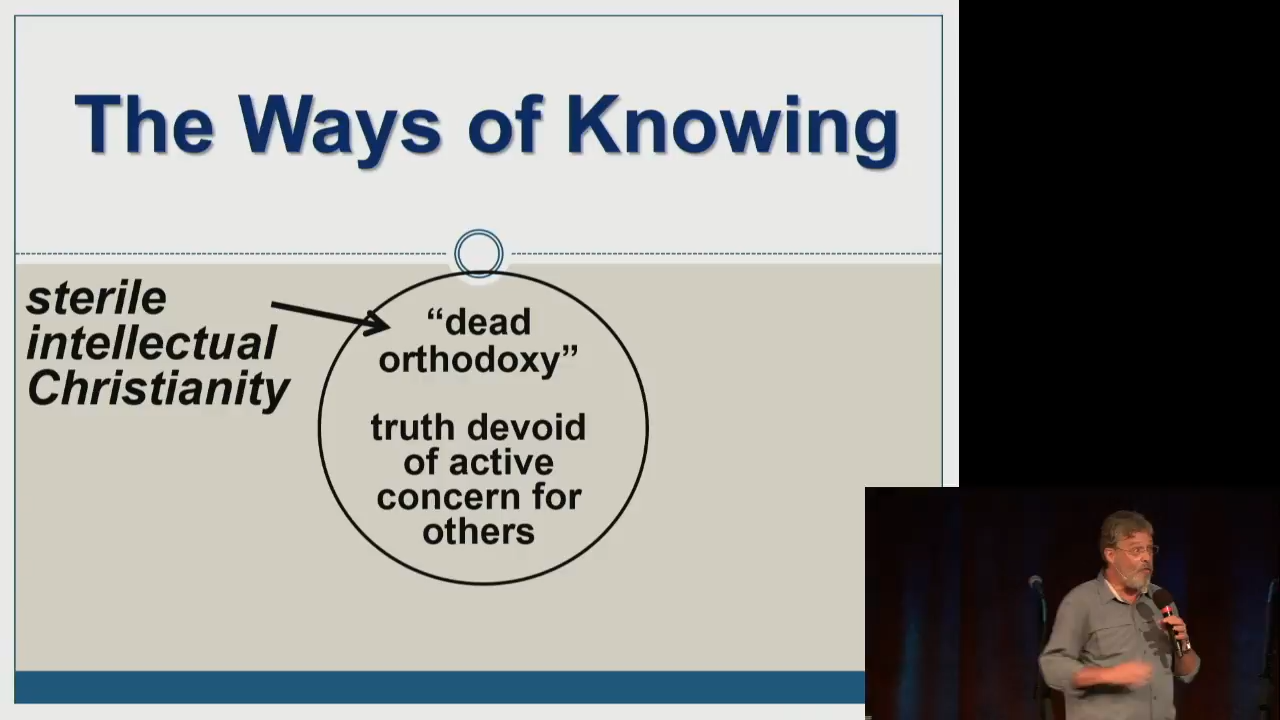 The Ways of Knowing
sterile
intellectual
Christianity
“dead
orthodoxy”
truth devoid
of active
concern for
others